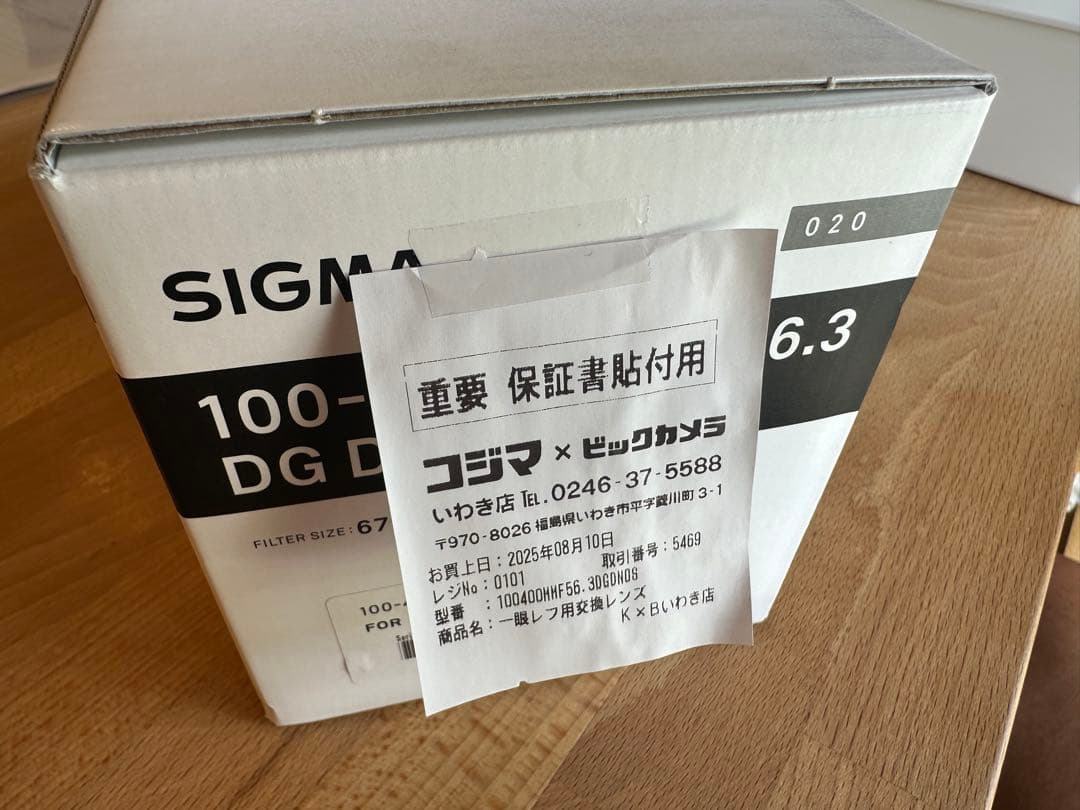 020
SIGMA
6.3
100-
DG D
FILTER SIZE: 67
100-4
FOR
重要 保証書貼付用
コジマ×ビックカメラ
いわき店 TEL.0246-37-5588
〒970-8026 福島県いわき市平字菱川町3-1
お買上日：2025年08月10日
レジNo：0101 取引番号：5469
型番 ：100400MMF56.3DGDNOS
商品名：一眼レフ用交換レンズ
K×Bいわき店